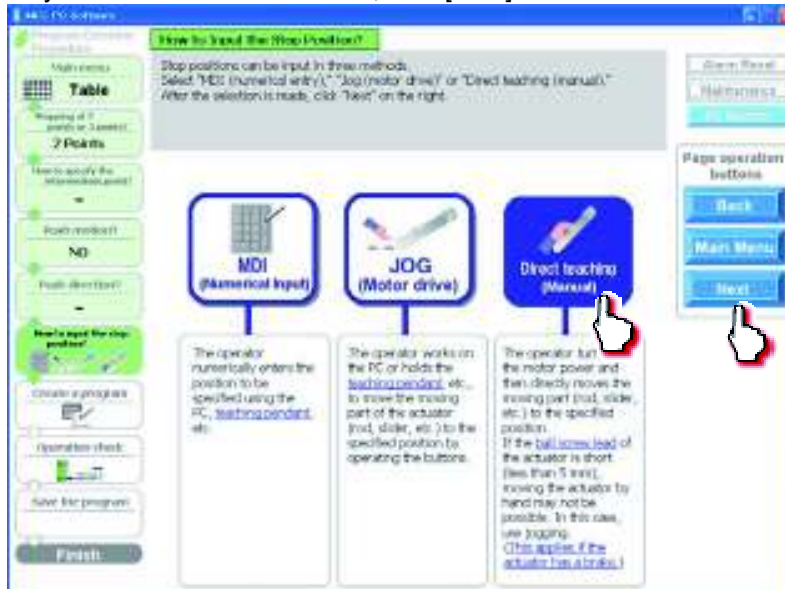 MEC PC Software
Program Creation
Procedure
Main menu
Table
Stopping at 2
points or 3 points?
2 Points
How to specify the
intermediate point?
–
Push motion?
NO
Push direction?
–
How to input the stop
position?
Create a program
Operation check
Save the program
Finish
How to Input the Stop Position?
Stop positions can be input in three methods.
Select "MDI (numerical entry)," "Jog (motor drive)" or "Direct teaching (manual)."
After the selection is made, click "Next" on the right.
MDI
(Numerical Input)
The operator
numerically enters the
position to be
specified using the
PC, teaching pendant,
etc.
JOG
(Motor drive)
The operator works on
the PC or holds the
teaching pendant, etc.,
to move the moving
part of the actuator
(rod, slider, etc.) to the
specified position by
operating the buttons.
Direct teaching
(Manual)
The operator turn
the motor power and
then directly moves the
moving part (rod, slider,
etc.) to the specified
position.
If the ball screw lead of
the actuator is short
(less than 5 mm),
moving the actuator by
hand may not be
possible. In this case,
use jogging.
(This applies if the
actuator has a brake.)
Alarm Reset
Maintenance
Page operation
buttons
Back
Main Menu
Next